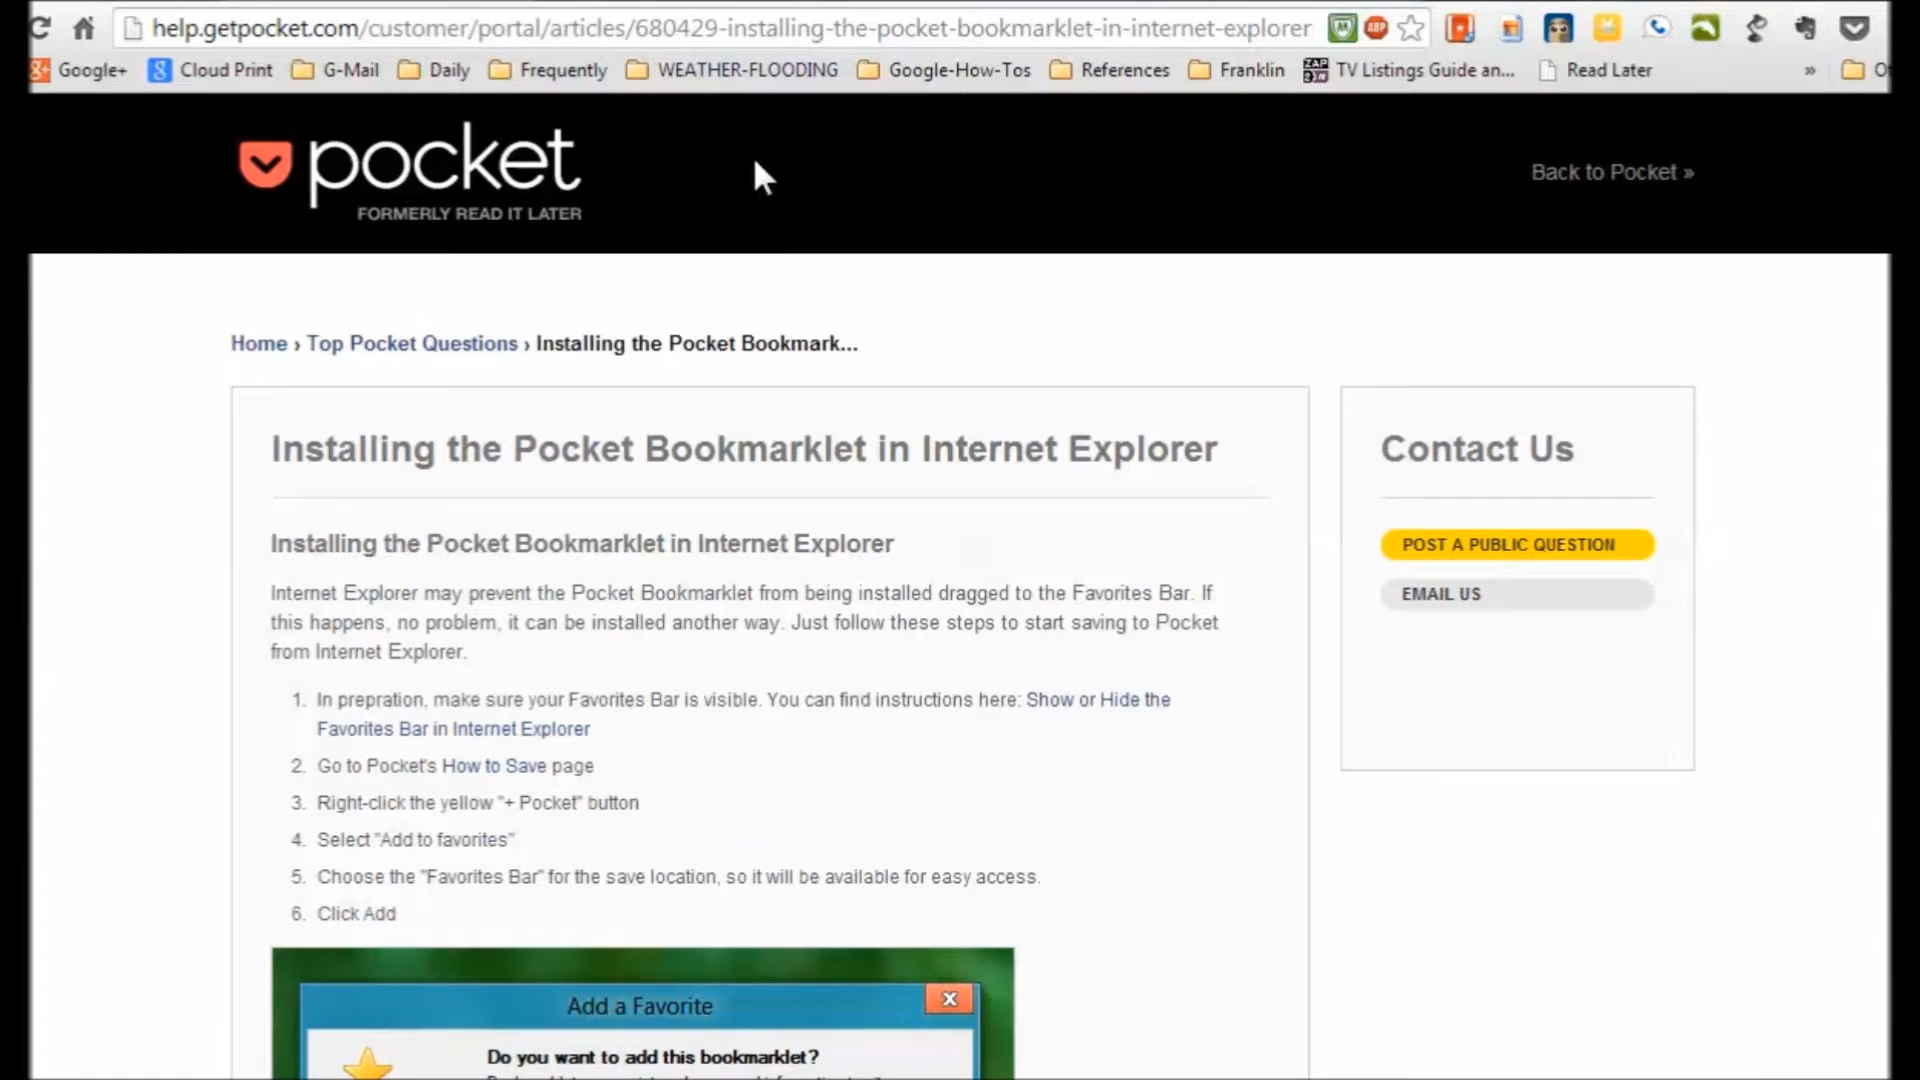 help.getpocket.com/customer/portal/articles/680429-installing-the-pocket-bookmarklet-in-internet-explorer
Google+ Cloud Print G-Mail Daily Frequently WEATHER-FLOODING Google-How-Tos References Franklin TV Listings Guide an... Read Later »
pocket
FORMERLY READ IT LATER
Back to Pocket »
Home › Top Pocket Questions › Installing the Pocket Bookmark...
Installing the Pocket Bookmarklet in Internet Explorer
Installing the Pocket Bookmarklet in Internet Explorer
Internet Explorer may prevent the Pocket Bookmarklet from being installed dragged to the Favorites Bar. If
this happens, no problem, it can be installed another way. Just follow these steps to start saving to Pocket
from Internet Explorer.
1. In prepration, make sure your Favorites Bar is visible. You can find instructions here: Show or Hide the
Favorites Bar in Internet Explorer
2. Go to Pocket's How to Save page
3. Right-click the yellow "+ Pocket" button
4. Select "Add to favorites"
5. Choose the "Favorites Bar" for the save location, so it will be available for easy access.
6. Click Add
Contact Us
POST A PUBLIC QUESTION
EMAIL US
Add a Favorite
x
Do you want to add this bookmarklet?